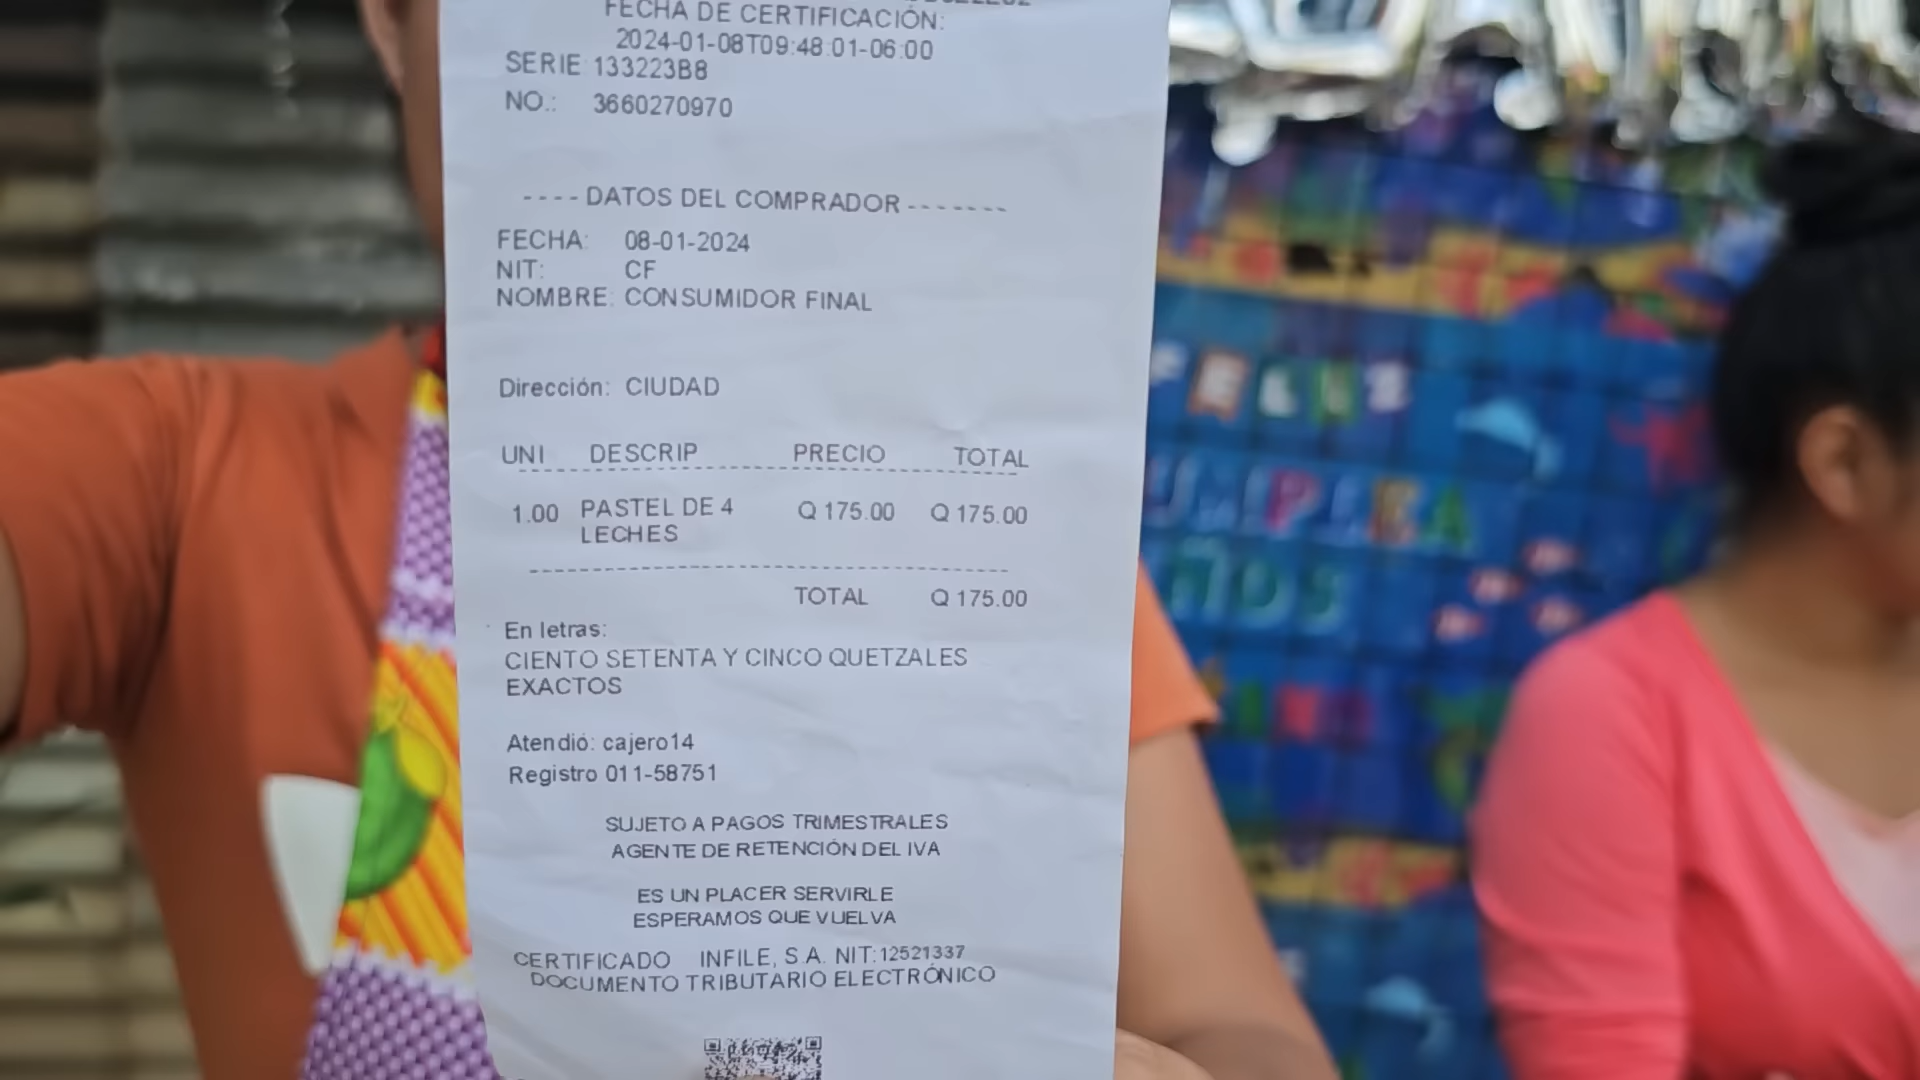 FECHA DE CERTIFICACIÓN:
2024-01-08T09:48:01-06:00
SERIE 133223B8
NO.: 3660270970
---- DATOS DEL COMPRADOR -------
FECHA: 08-01-2024
NIT: CF
NOMBRE: CONSUMIDOR FINAL
Dirección: CIUDAD
UNI DESCRIP PRECIO TOTAL
1.00 PASTEL DE 4 LECHES Q 175.00 Q 175.00
TOTAL Q 175.00
En letras:
CIENTO SETENTA Y CINCO QUETZALES
EXACTOS
Atendió: cajero14
Registro 011-58751
SUJETO A PAGOS TRIMESTRALES
AGENTE DE RETENCIÓN DEL IVA
ES UN PLACER SERVIRLE
ESPERAMOS QUE VUELVA
CERTIFICADO INFILE, S.A. NIT:12521337
DOCUMENTO TRIBUTARIO ELECTRÓNICO